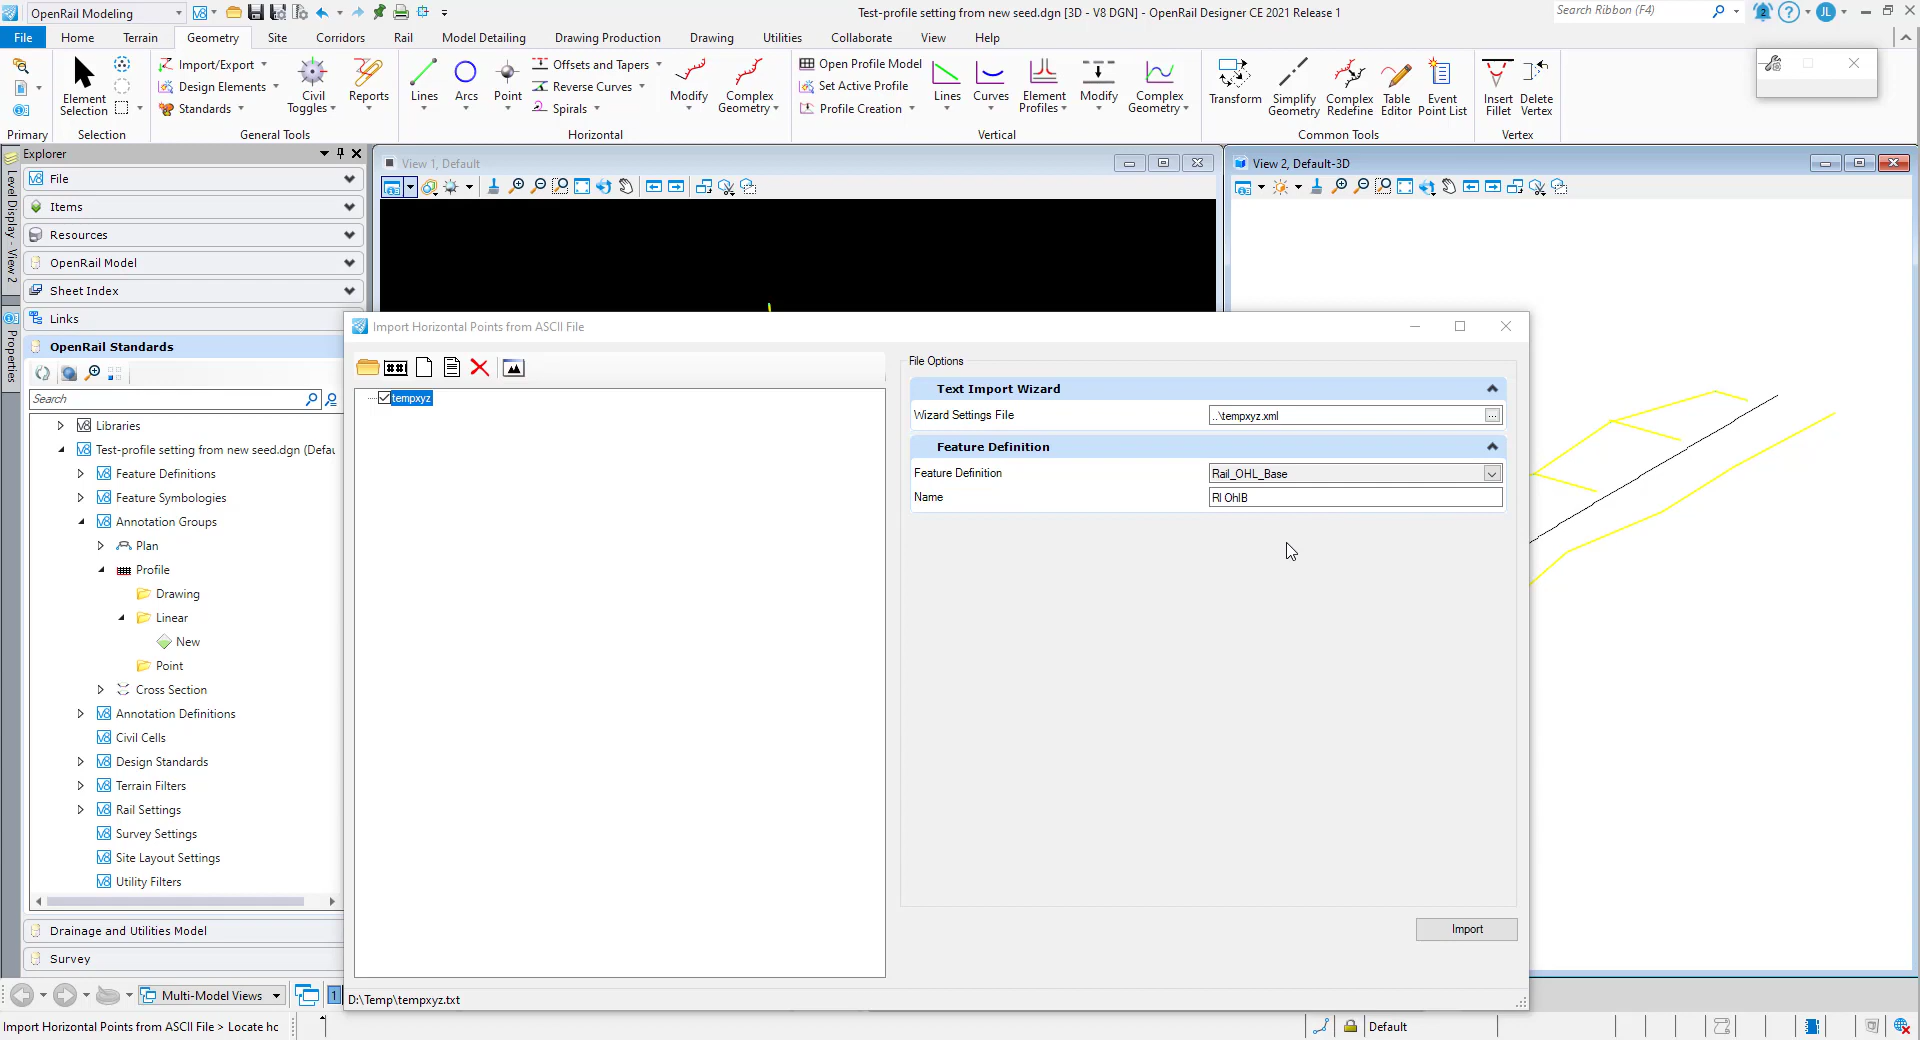 OpenRail Modeling
Test-profile setting from new seed.dgn [3D - V8 DGN] - OpenRail Designer CE 2021 Release 1
Search Ribbon (F4)
2
JL
File
Home
Terrain
Geometry
Site
Corridors
Rail
Model Detailing
Drawing Production
Drawing
Utilities
Collaborate
View
Help
Element Selection
Import/Export
Design Elements
Standards
Civil Toggles
Reports
Lines
Arcs
Point
Offsets and Tapers
Reverse Curves
Spirals
Modify
Complex Geometry
Open Profile Model
Set Active Profile
Profile Creation
Lines
Curves
Element Profiles
Modify
Complex Geometry
Transform
Simplify Geometry
Complex Redefine
Table Editor
Event Point List
Insert Fillet
Delete Vertex
Primary
Selection
General Tools
Horizontal
Vertical
Common Tools
Vertex
Level Display - View 2
Properties
Explorer
File
Items
Resources
OpenRail Model
Sheet Index
Links
OpenRail Standards
Search
Libraries
Test-profile setting from new seed.dgn (Defau
Feature Definitions
Feature Symbologies
Annotation Groups
Plan
Profile
Drawing
Linear
New
Point
Cross Section
Annotation Definitions
Civil Cells
Design Standards
Terrain Filters
Rail Settings
Survey Settings
Site Layout Settings
Utility Filters
Drainage and Utilities Model
Survey
View 1, Default
View 2, Default-3D
Import Horizontal Points from ASCII File
tempxyz
File Options
Text Import Wizard
Wizard Settings File
..\tempxyz.xml
Feature Definition
Feature Definition
Rail_OHL_Base
Name
Rl OhlB
Import
D:\Temp\tempxyz.txt
Multi-Model Views
1
Import Horizontal Points from ASCII File > Locate hc
Default